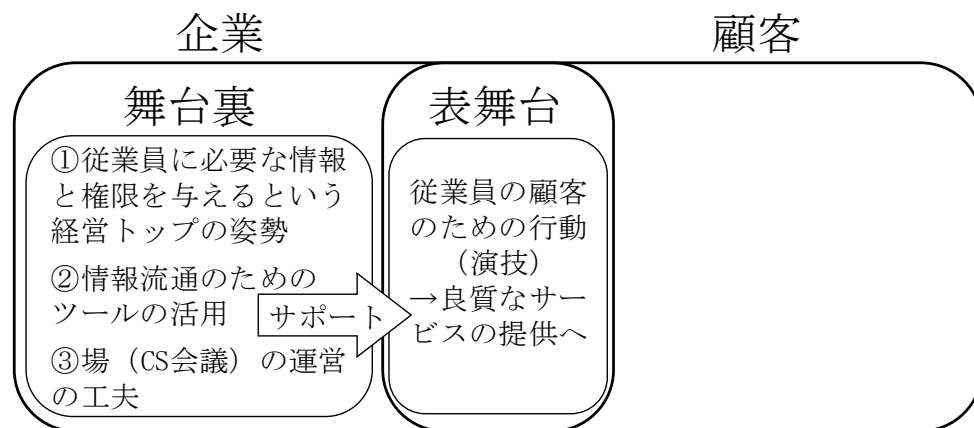 企業
顧客
舞台裏
①従業員に必要な情報
と権限を与えるという
経営トップの姿勢
②情報流通のための
ツールの活用
サポート
③場（CS会議）の運営
の工夫
表舞台
従業員の顧客
のための行動
（演技）
→良質なサー
ビスの提供へ